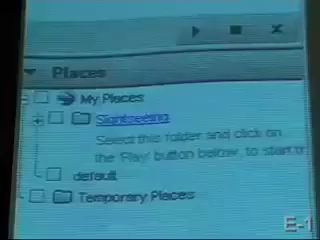 Places
My Places
Sightseeing
Select this folder and click on
the 'Play' button below, to start
default
Temporary Places
E-1